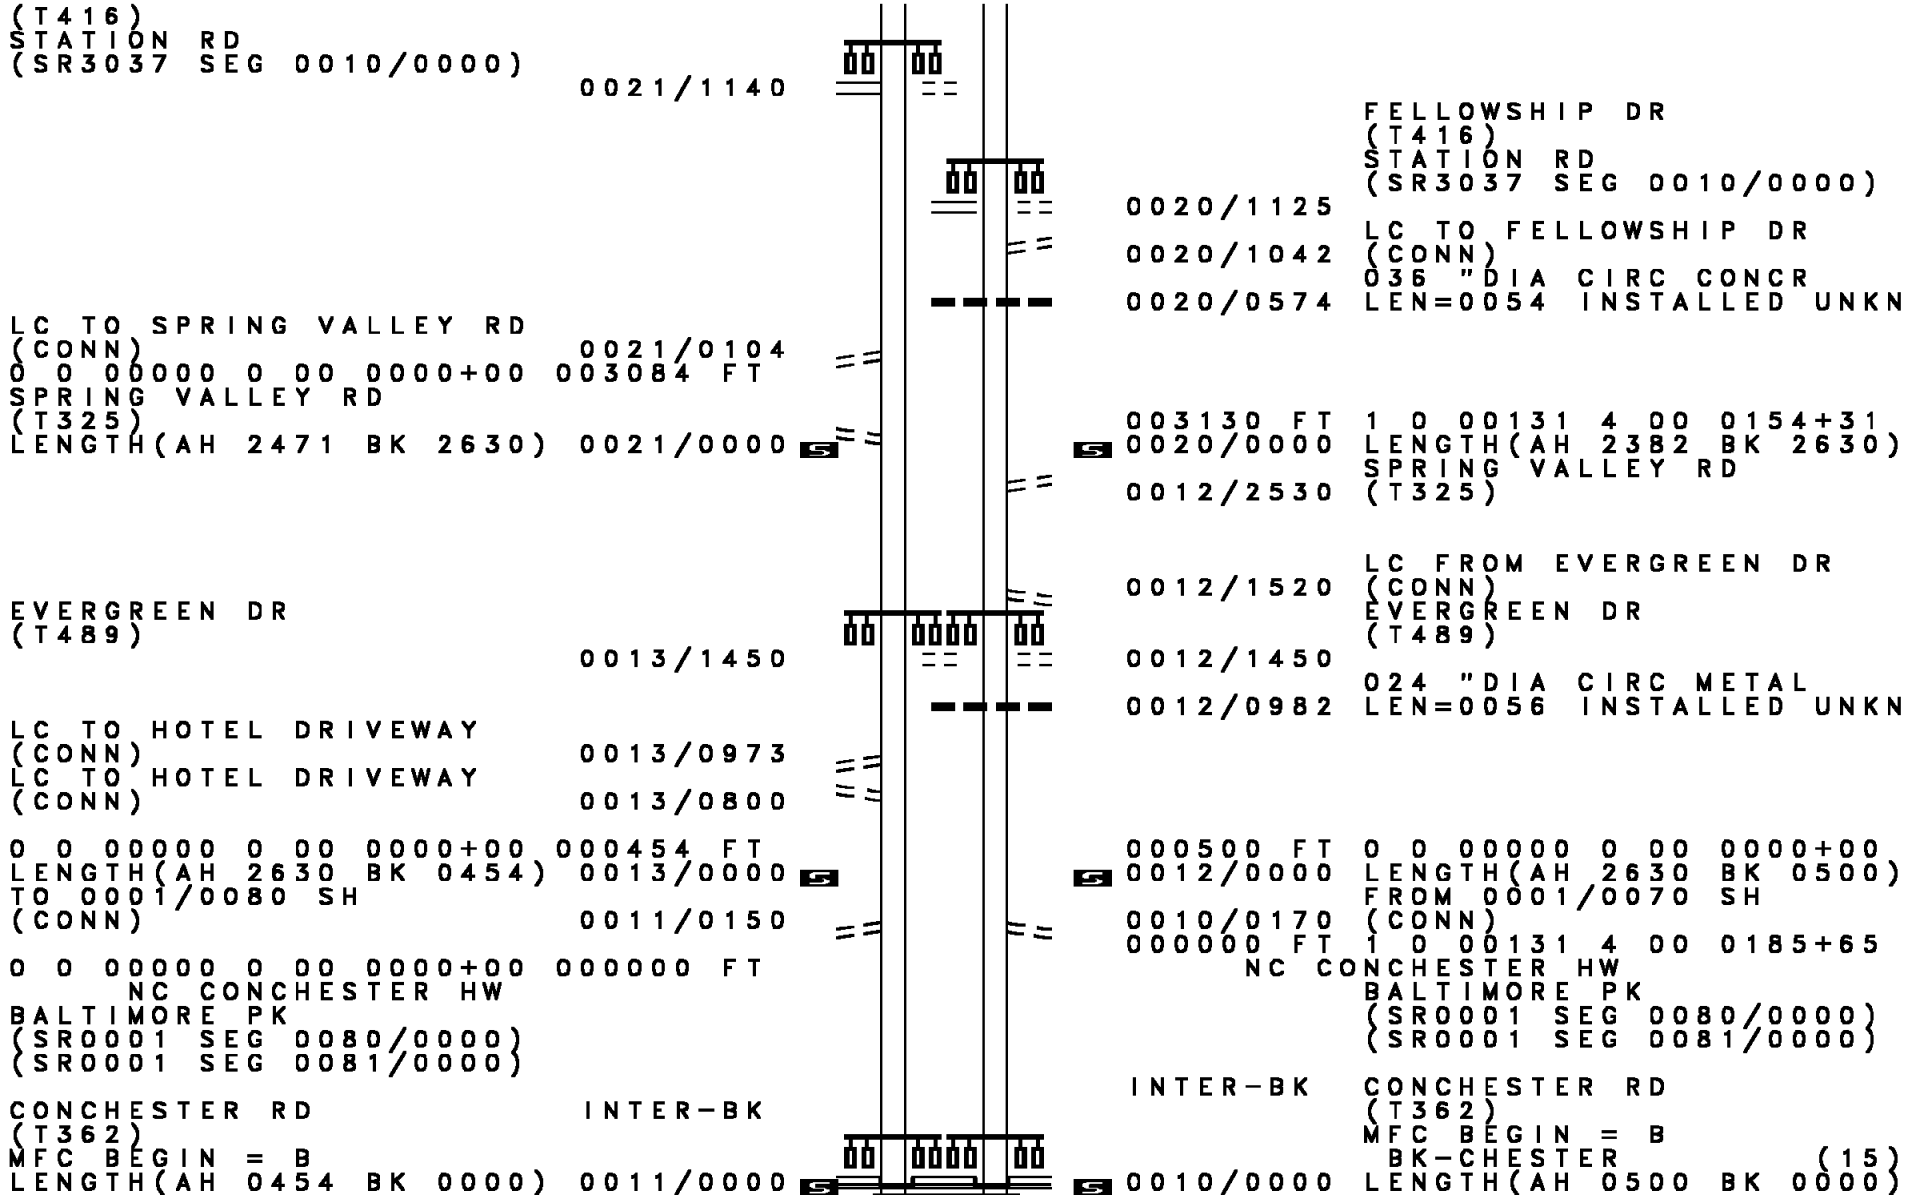 (T416)
STATION RD
(SR3037 SEG 0010/0000)
0021/1140
FELLOWSHIP DR
(T416)
STATION RD
(SR3037 SEG 0010/0000)
0020/1125
LC TO FELLOWSHIP DR
0020/1042 (CONN)
036 "DIA CIRC CONCR
0020/0574 LEN=0054 INSTALLED UNKN
LC TO SPRING VALLEY RD
(CONN) 0021/0104
0 0 00000 0 00 0000+00 003084 FT
SPRING VALLEY RD
(T325)
LENGTH(AH 2471 BK 2630) 0021/0000 S
003130 FT 1 0 00131 4 00 0154+31
S 0020/0000 LENGTH(AH 2382 BK 2630)
SPRING VALLEY RD
0012/2530 (T325)
LC FROM EVERGREEN DR
0012/1520 (CONN)
EVERGREEN DR
(T489)
0013/1450
EVERGREEN DR
(T489)
0012/1450
024 "DIA CIRC METAL
0012/0982 LEN=0056 INSTALLED UNKN
LC TO HOTEL DRIVEWAY
(CONN) 0013/0973
LC TO HOTEL DRIVEWAY
(CONN) 0013/0800
0 0 00000 0 00 0000+00 000454 FT
LENGTH(AH 2630 BK 0454) 0013/0000 S
TO 0001/0080 SH
(CONN) 0011/0150
000500 FT 0 0 00000 0 00 0000+00
S 0012/0000 LENGTH(AH 2630 BK 0500)
FROM 0001/0070 SH
0010/0170 (CONN)
000000 FT 1 0 00131 4 00 0185+65
0 0 00000 0 00 0000+00 000000 FT
NC CONCHESTER HW
BALTIMORE PK
(SR0001 SEG 0080/0000)
(SR0001 SEG 0081/0000)
NC CONCHESTER HW
BALTIMORE PK
(SR0001 SEG 0080/0000)
(SR0001 SEG 0081/0000)
CONCHESTER RD INTER-BK
(T362)
MFC BEGIN = B
LENGTH(AH 0454 BK 0000) 0011/0000 S
INTER-BK CONCHESTER RD
(T362)
MFC BEGIN = B
BK-CHESTER (15)
S 0010/0000 LENGTH(AH 0500 BK 0000)